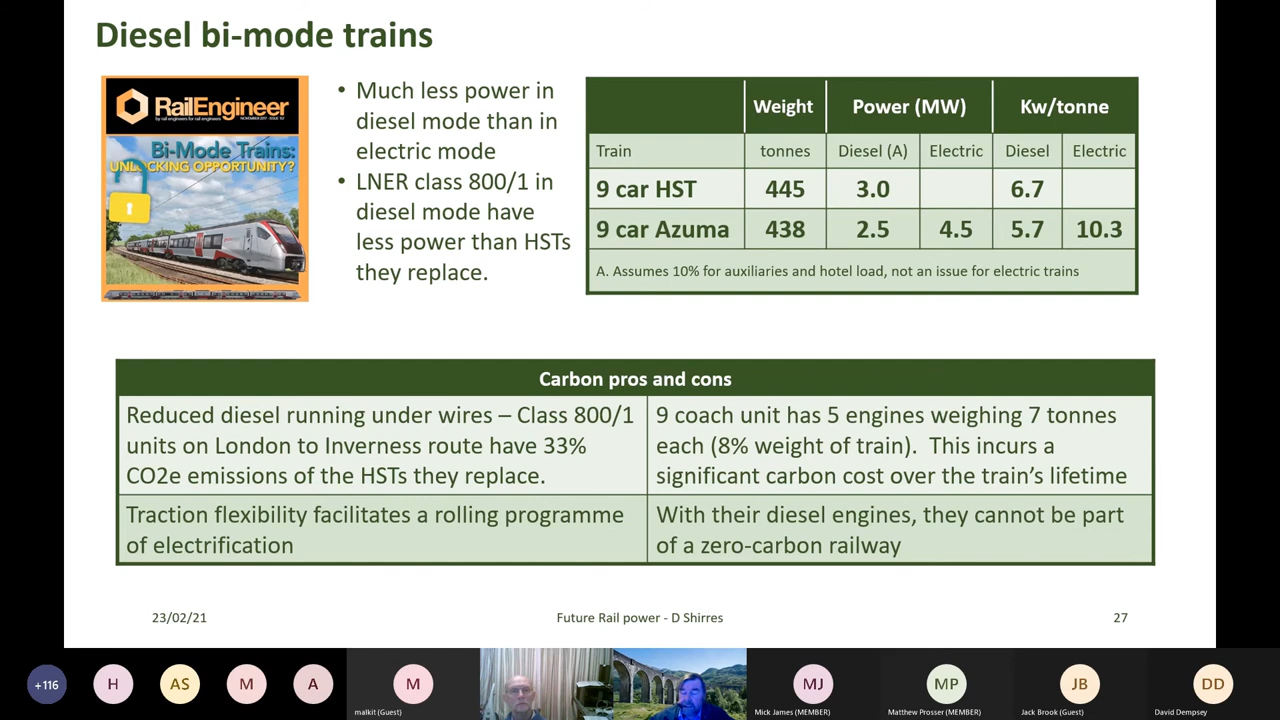 Diesel bi-mode trains
RailEngineer
by rail engineers for rail engineers
Bi-Mode Trains:
UNLOCKING OPPORTUNITY?
• Much less power in
diesel mode than in
electric mode
• LNER class 800/1 in
diesel mode have
less power than HSTs
they replace.
Weight Power (MW) Kw/tonne
Train tonnes Diesel (A) Electric Diesel Electric
9 car HST 445 3.0 6.7
9 car Azuma 438 2.5 4.5 5.7 10.3
A. Assumes 10% for auxiliaries and hotel load, not an issue for electric trains
Carbon pros and cons
Reduced diesel running under wires – Class 800/1
units on London to Inverness route have 33%
CO2e emissions of the HSTs they replace.
9 coach unit has 5 engines weighing 7 tonnes
each (8% weight of train). This incurs a
significant carbon cost over the train's lifetime
Traction flexibility facilitates a rolling programme
of electrification
With their diesel engines, they cannot be part
of a zero-carbon railway
23/02/21 Future Rail power - D Shirres 27
+116 H AS M A M MJ MP JB DD
malkit (Guest) Mick James (MEMBER) Matthew Prosser (MEMBER) Jack Brook (Guest) David Dempsey